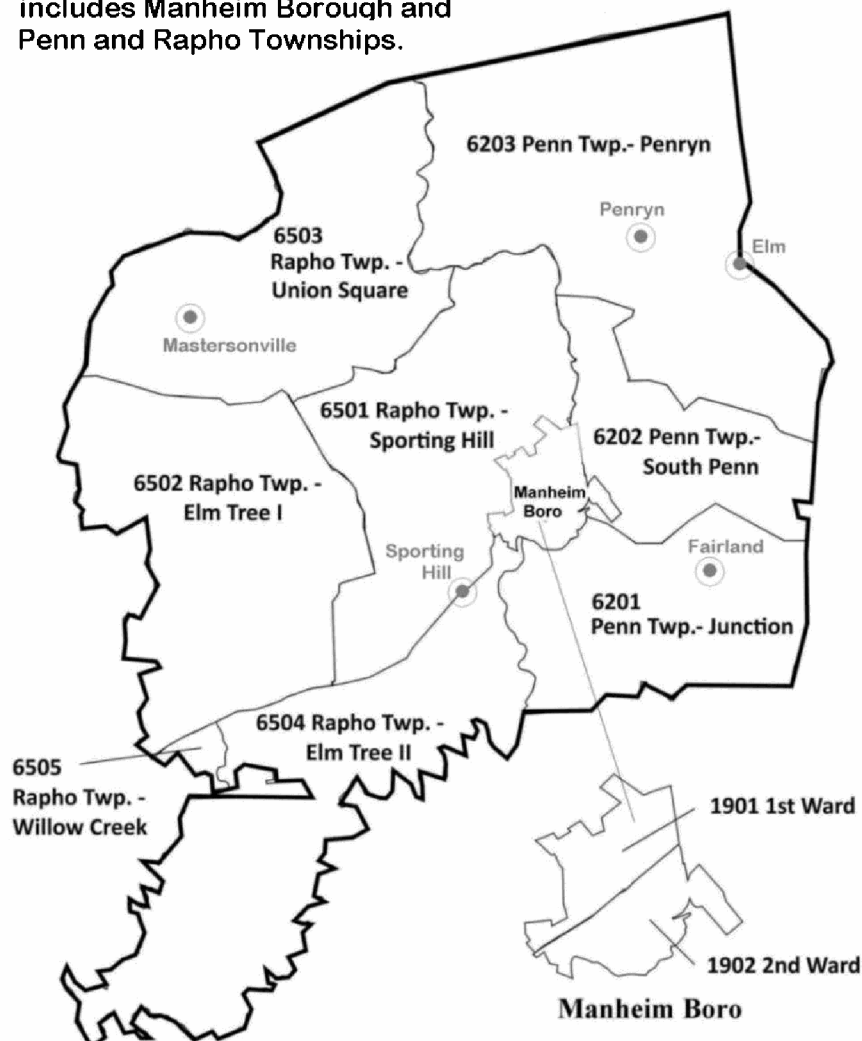 includes Manheim Borough and
Penn and Rapho Townships.
6203 Penn Twp.- Penryn
Penryn
Elm
6503
Rapho Twp. -
Union Square
Mastersonville
6501 Rapho Twp. -
Sporting Hill
6202 Penn Twp.-
South Penn
6502 Rapho Twp. -
Elm Tree I
Manheim
Boro
Sporting
Hill
Fairland
6201
Penn Twp.- Junction
6504 Rapho Twp. -
Elm Tree II
6505
Rapho Twp. -
Willow Creek
1901 1st Ward
1902 2nd Ward
Manheim Boro